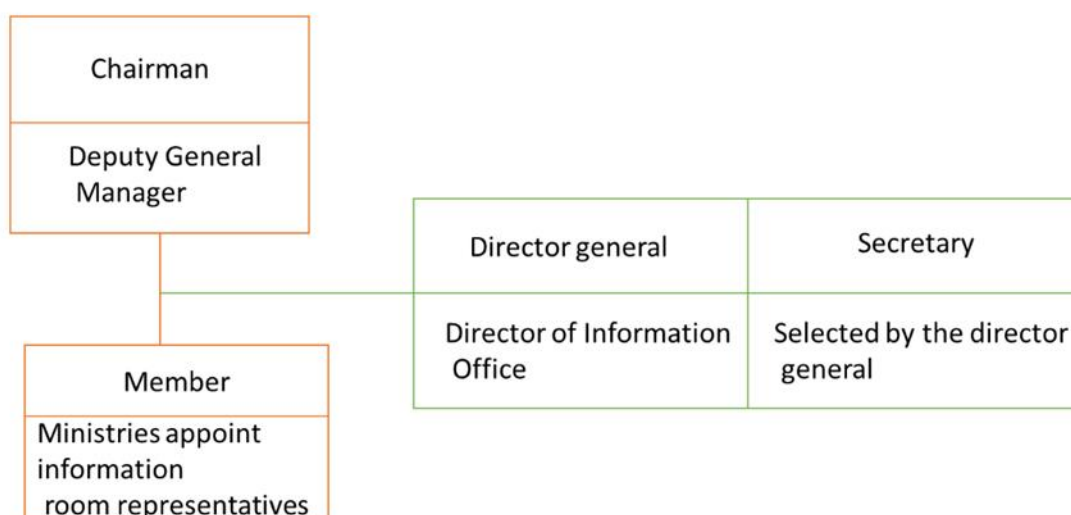 Chairman
Deputy General
Manager
Director general
Secretary
Director of Information
Office
Selected by the director
general
Member
Ministries appoint
information
room representatives